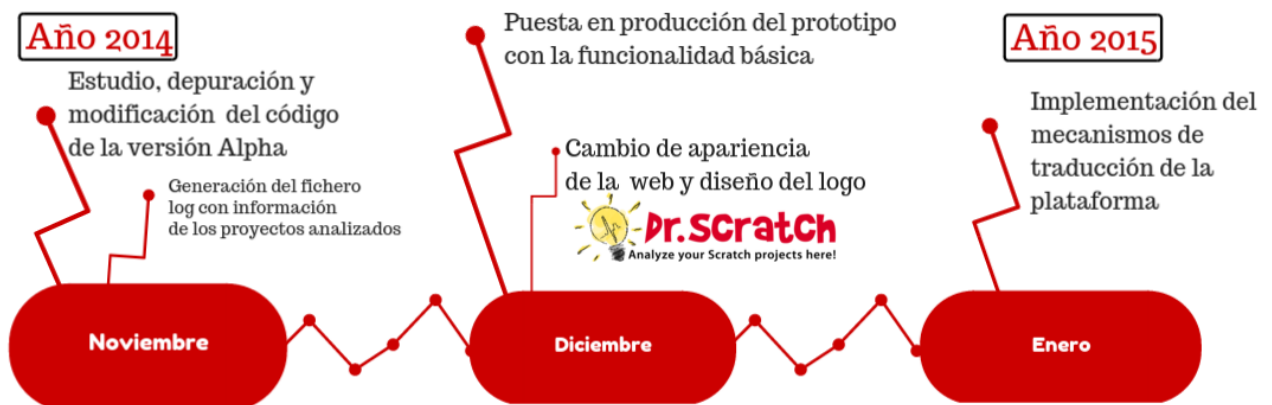 Año 2014
Estudio, depuración y
modificación del código
de la versión Alpha
Generación del fichero
log con información
de los proyectos analizados
Noviembre
Puesta en producción del prototipo
con la funcionalidad básica
Cambio de apariencia
de la web y diseño del logo
Dr.Scratch
Analyze your Scratch projects here!
Diciembre
Año 2015
Implementación del
mecanismos de
traducción de la
plataforma
Enero